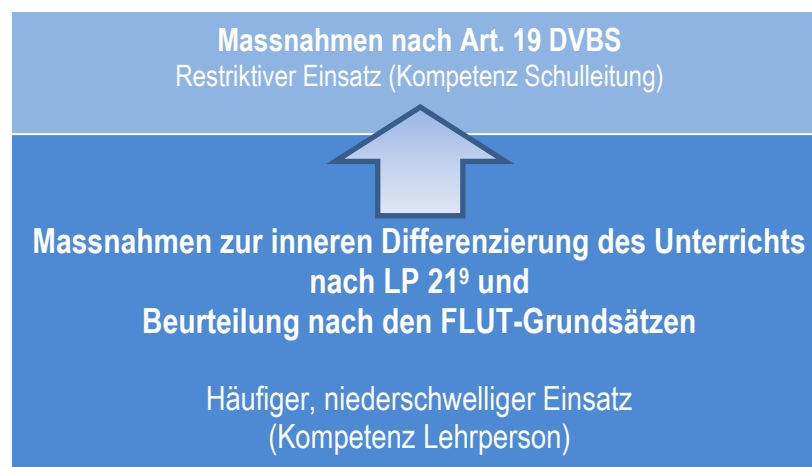 Massnahmen nach Art. 19 DVBS
Restriktiver Einsatz (Kompetenz Schulleitung)
Massnahmen zur inneren Differenzierung des Unterrichts
nach LP 21⁹ und
Beurteilung nach den FLUT-Grundsätzen
Häufiger, niederschwelliger Einsatz
(Kompetenz Lehrperson)